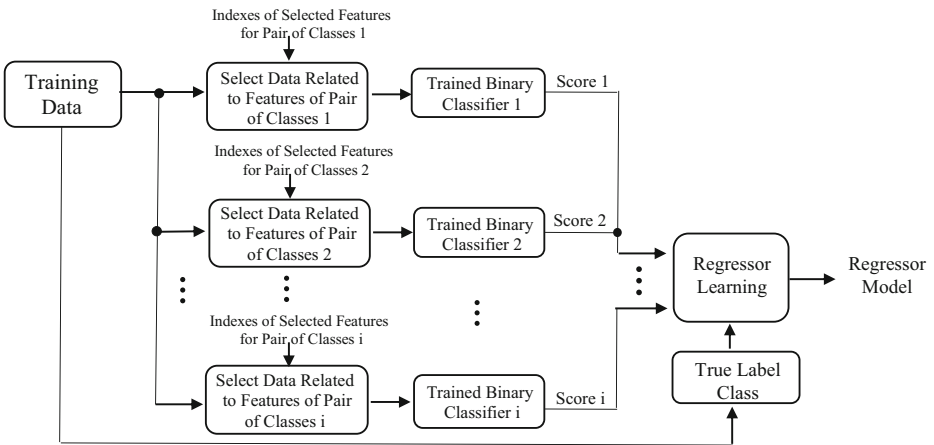 Indexes of Selected Features
for Pair of Classes 1
Training
Data
Select Data Related
to Features of Pair
of Classes 1
Trained Binary
Classifier 1
Score 1
Indexes of Selected Features
for Pair of Classes 2
Select Data Related
to Features of Pair
of Classes 2
Trained Binary
Classifier 2
Score 2
Regressor
Learning
Regressor
Model
Indexes of Selected Features
for Pair of Classes i
Select Data Related
to Features of Pair
of Classes i
Trained Binary
Classifier i
Score i
True Label
Class